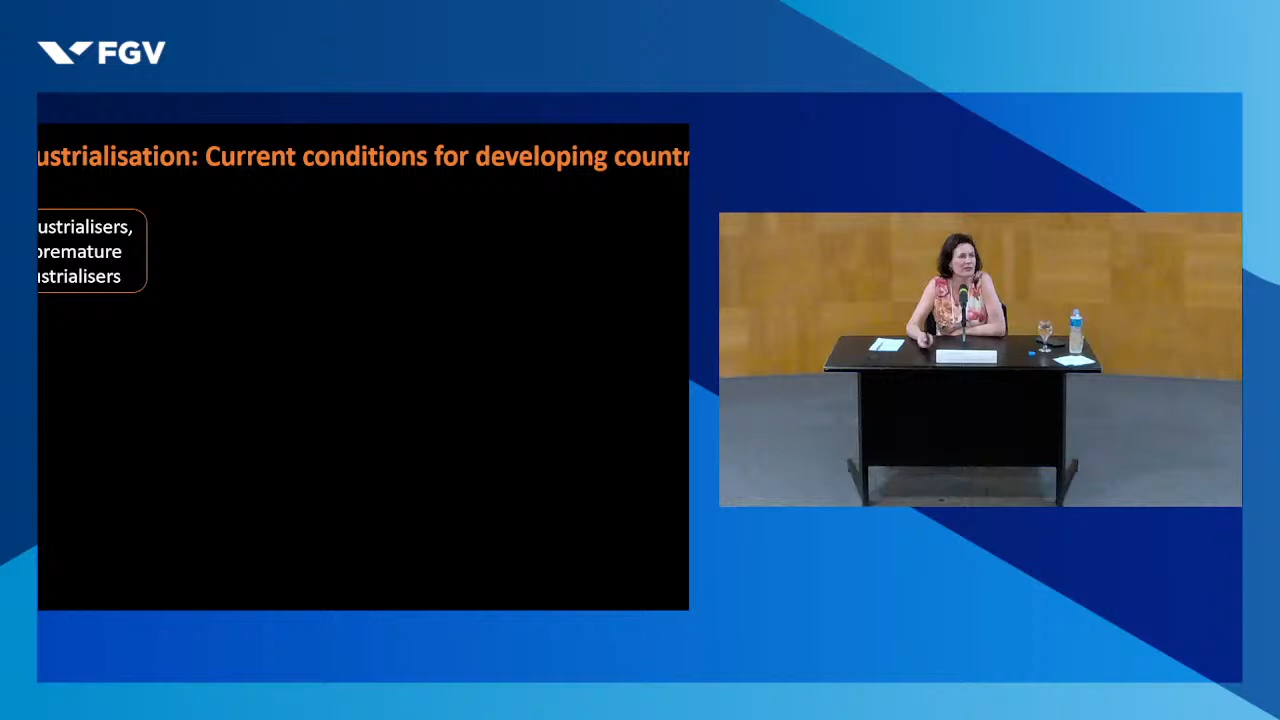 FGV
ustrialisation: Current conditions for developing countr
ustrialisers,
premature
ustrialisers